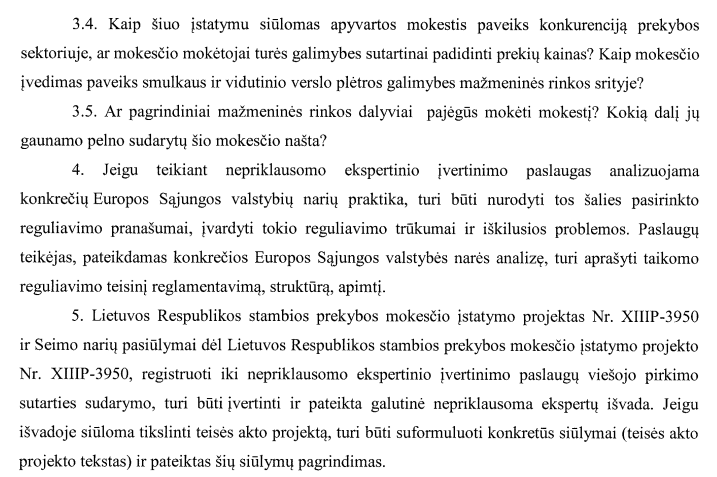 3.4. Kaip šiuo įstatymu siūlomas apyvartos mokestis paveiks konkurenciją prekybos
sektoriuje, ar mokesčio mokėtojai turės galimybes sutartinai padidinti prekių kainas? Kaip mokesčio
įvedimas paveiks smulkaus ir vidutinio verslo plėtros galimybes mažmeninės rinkos srityje?
3.5. Ar pagrindiniai mažmeninės rinkos dalyviai pajėgūs mokėti mokestį? Kokią dalį jų
gaunamo pelno sudarytų šio mokesčio našta?
4. Jeigu teikiant nepriklausomo ekspertinio įvertinimo paslaugas analizuojama
konkrečių Europos Sąjungos valstybių narių praktika, turi būti nurodyti tos šalies pasirinkto
reguliavimo pranašumai, įvardyti tokio reguliavimo trūkumai ir iškilusios problemos. Paslaugų
teikėjas, pateikdamas konkrečios Europos Sąjungos valstybės narės analizę, turi aprašyti taikomo
reguliavimo teisinį reglamentavimą, struktūrą, apimtį.
5. Lietuvos Respublikos stambios prekybos mokesčio įstatymo projektas Nr. XIIIP-3950
ir Seimo narių pasiūlymai dėl Lietuvos Respublikos stambios prekybos mokesčio įstatymo projekto
Nr. XIIIP-3950, registruoti iki nepriklausomo ekspertinio įvertinimo paslaugų viešojo pirkimo
sutarties sudarymo, turi būti įvertinti ir pateikta galutinė nepriklausoma ekspertų išvada. Jeigu
išvadoje siūloma tikslinti teisės akto projektą, turi būti suformuluoti konkretūs siūlymai (teisės akto
projekto tekstas) ir pateiktas šių siūlymų pagrindimas.